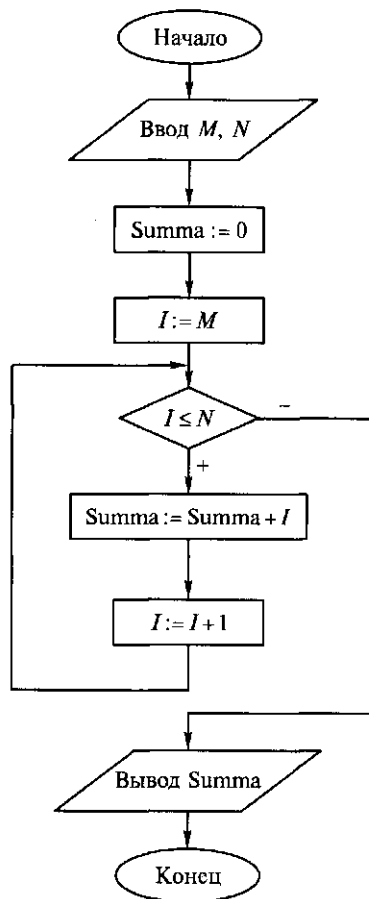 Начало
Ввод M, N
Summa := 0
I := M
I ≤ N
–
+
Summa := Summa + I
I := I + 1
Вывод Summa
Конец